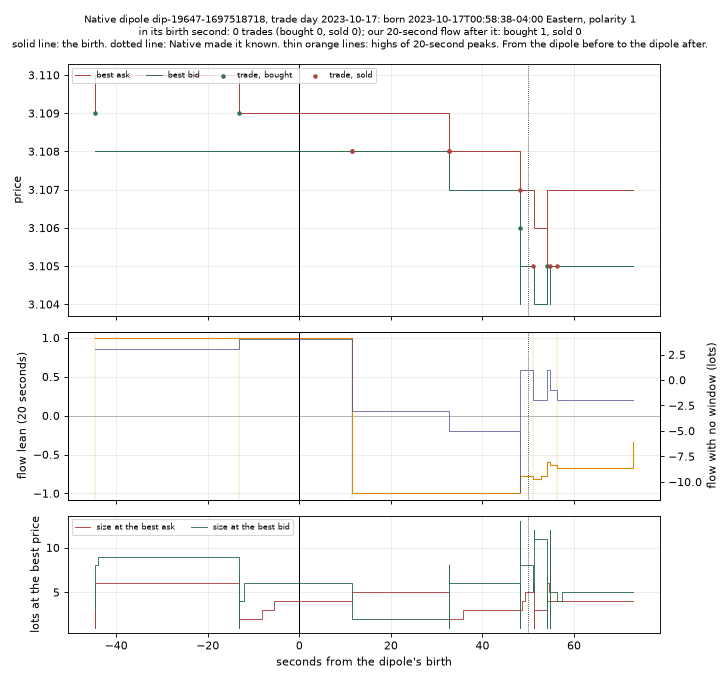 Native dipole dip-19647-1697518718, trade day 2023-10-17: born 2023-10-17T00:58:38-04:00 Eastern, polarity 1
in its birth second: 0 trades (bought 0, sold 0); our 20-second flow after it: bought 1, sold 0
solid line: the birth. dotted line: Native made it known. thin orange lines: highs of 20-second peaks. From the dipole before to the dipole after.
best ask best bid trade, bought trade, sold
3.110
3.109
3.108
3.107
3.106
3.105
3.104
price
1.0
0.5
0.0
−0.5
−1.0
flow lean (20 seconds)
2.5
0.0
−2.5
−5.0
−7.5
−10.0
flow with no window (lots)
size at the best ask size at the best bid
10
5
lots at the best price
−40 −20 0 20 40 60
seconds from the dipole's birth